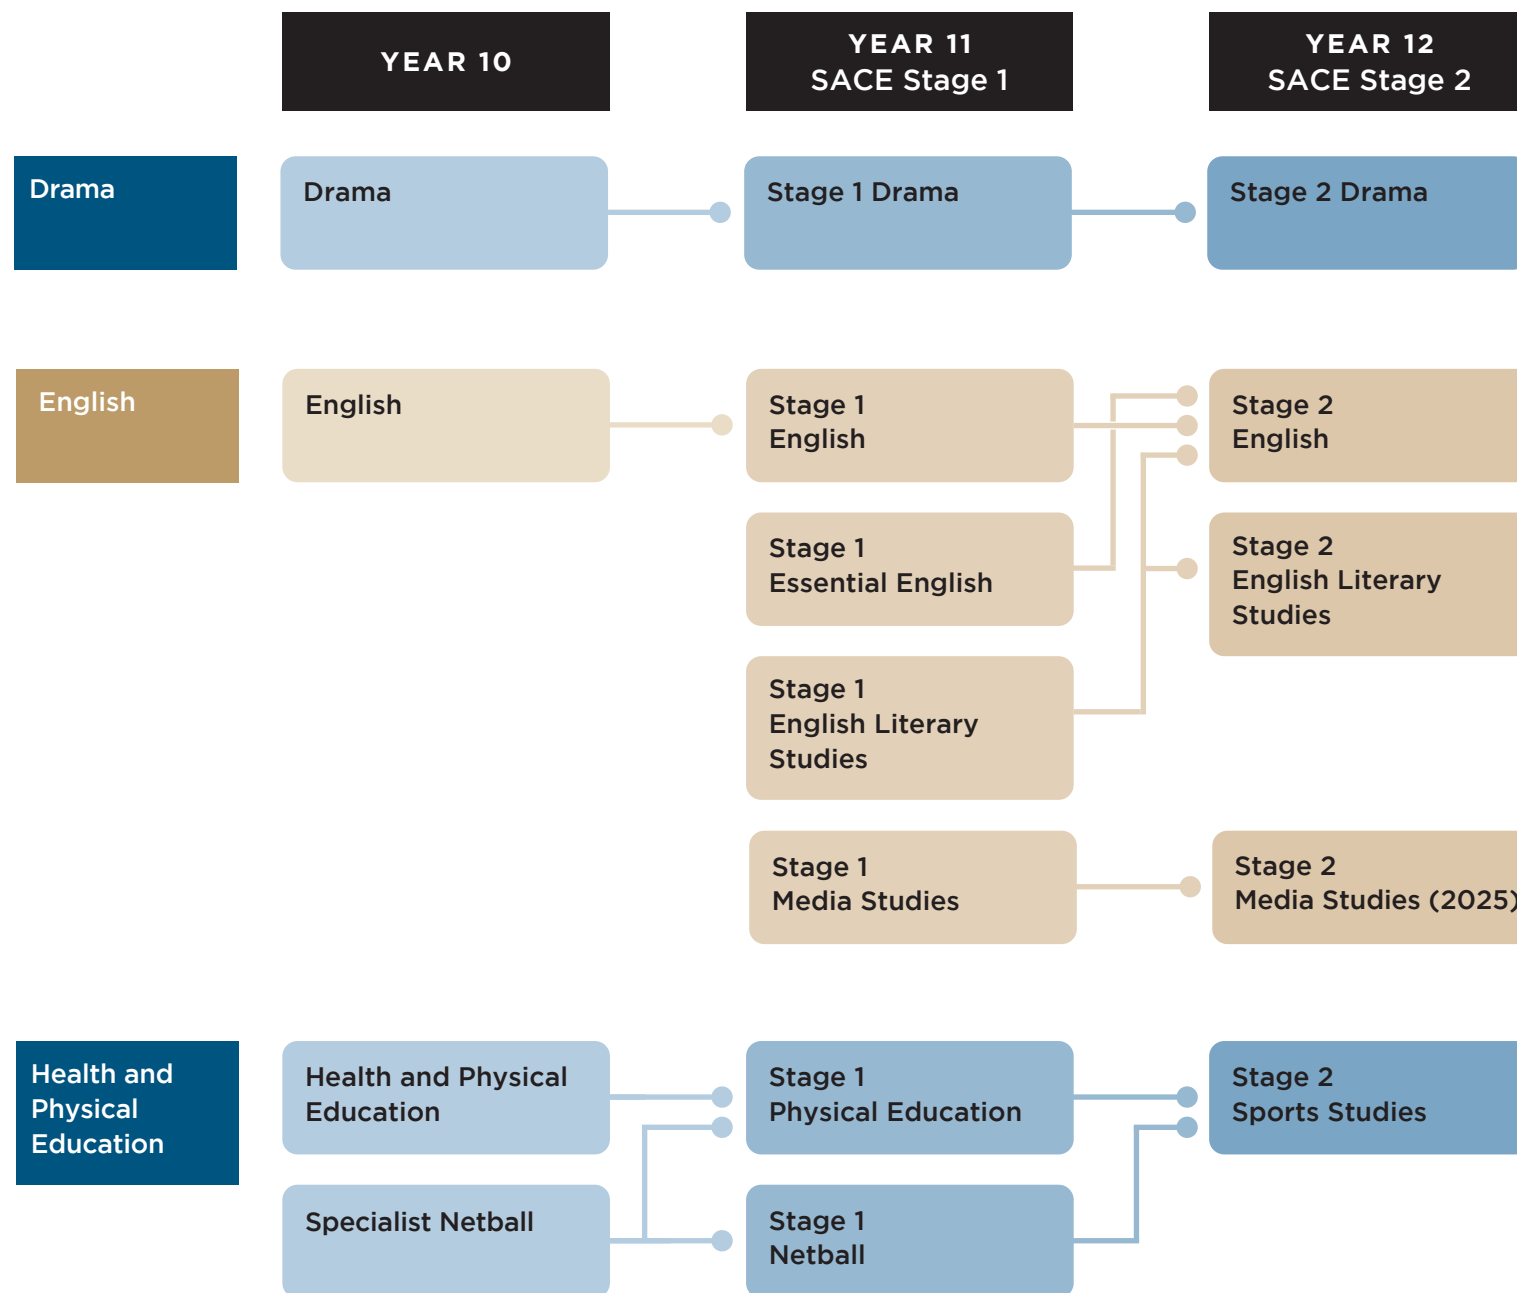 YEAR 10
YEAR 11
SACE Stage 1
YEAR 12
SACE Stage 2
Drama
Drama
Stage 1 Drama
Stage 2 Drama
English
English
Stage 1
English
Stage 2
English
Stage 1
Essential English
Stage 2
English Literary
Studies
Stage 1
English Literary
Studies
Stage 1
Media Studies
Stage 2
Media Studies (2025)
Health and
Physical
Education
Health and Physical
Education
Stage 1
Physical Education
Stage 2
Sports Studies
Specialist Netball
Stage 1
Netball